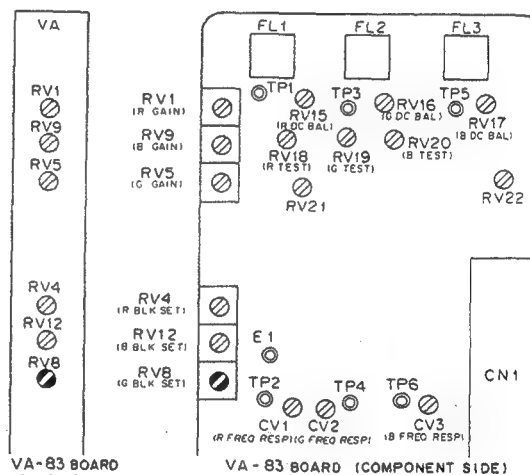 VA
FL1 FL2 FL3
TP1 TP3 TP5
RV1
RV1
(R GAIN)
RV15
(R DC BAL)
RV16
(G DC BAL)
RV17
(B DC BAL)
RV9
RV9
(B GAIN)
RV18
(R TEST)
RV19
(G TEST)
RV20
(B TEST)
RV5
RV5
(G GAIN)
RV21
RV22
RV4
RV4
(R BLK SET)
RV12
RV12
(B BLK SET)
E1
RV8
RV8
(G BLK SET)
CN1
TP2 TP4 TP6
CV1
(R FREQ RESP)
CV2
(G FREQ RESP)
CV3
(B FREQ RESP)
VA-83 BOARD
VA-83 BOARD (COMPONENT SIDE)